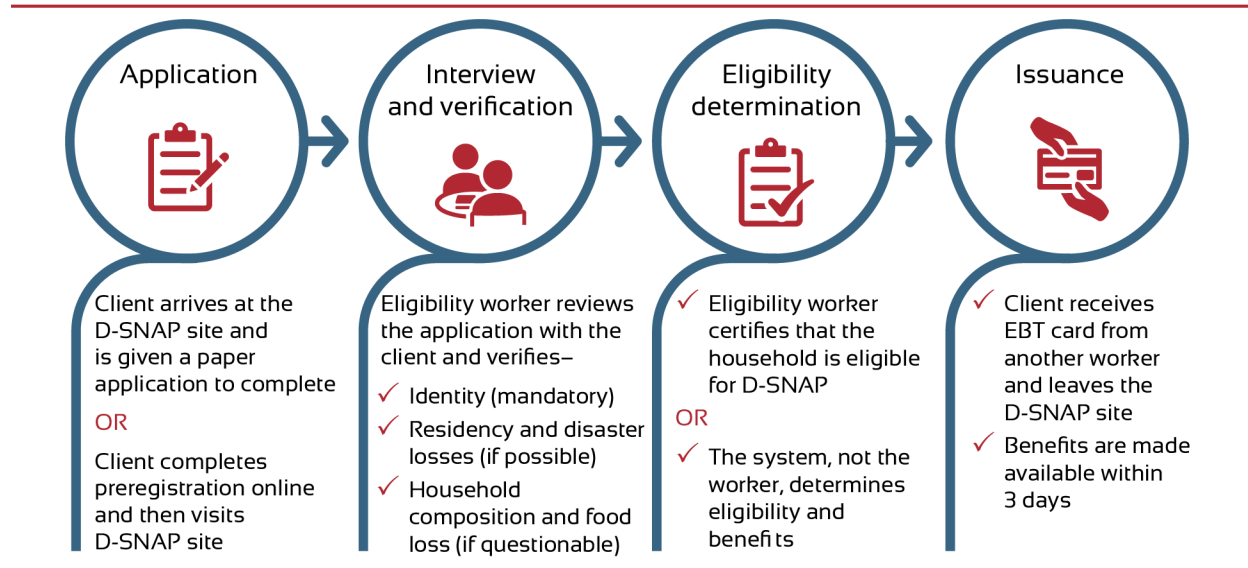 Application
Client arrives at the
D-SNAP site and
is given a paper
application to complete
OR
Client completes
preregistration online
and then visits
D-SNAP site
Interview
and verification
Eligibility worker reviews
the application with the
client and verifies–
Identity (mandatory)
Residency and disaster
losses (if possible)
Household
composition and food
loss (if questionable)
Eligibility
determination
Eligibility worker
certifies that the
household is eligible
for D-SNAP
OR
The system, not the
worker, determines
eligibility and
benefits
Issuance
Client receives
EBT card from
another worker
and leaves the
D-SNAP site
Benefits are made
available within
3 days